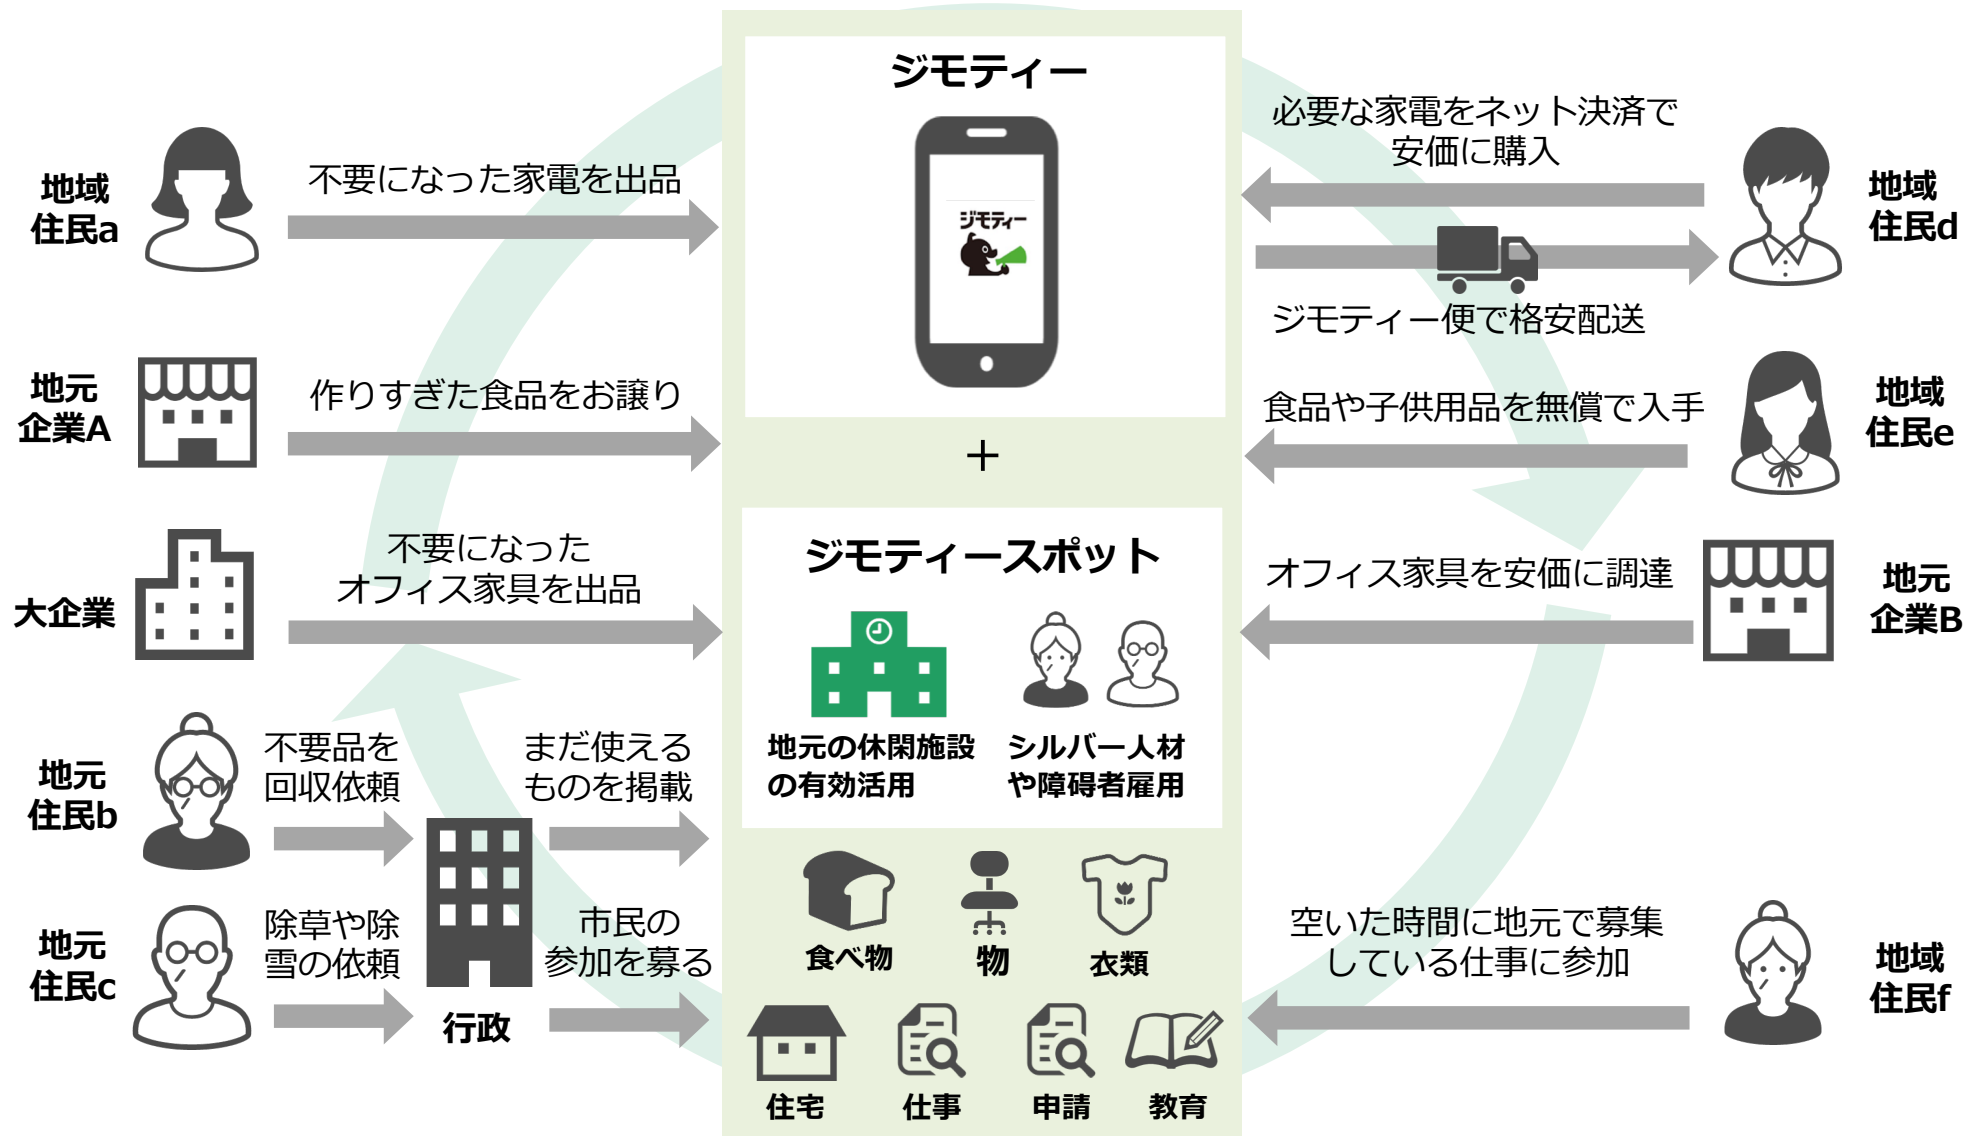 ジモティー
ジモティー
地域
住民a
不要になった家電を出品
地元
企業A
作りすぎた食品をお譲り
大企業
不要になった
オフィス家具を出品
地元
住民b
不要品を
回収依頼
まだ使える
ものを掲載
地元
住民c
除草や除
雪の依頼
行政
市民の
参加を募る
＋
ジモティースポット
地元の休閑施設
の有効活用
シルバー人材
や障碍者雇用
食べ物
物
衣類
住宅
仕事
申請
教育
必要な家電をネット決済で
安価に購入
ジモティー便で格安配送
地域
住民d
食品や子供用品を無償で入手
地域
住民e
オフィス家具を安価に調達
地元
企業B
空いた時間に地元で募集
している仕事に参加
地域
住民f